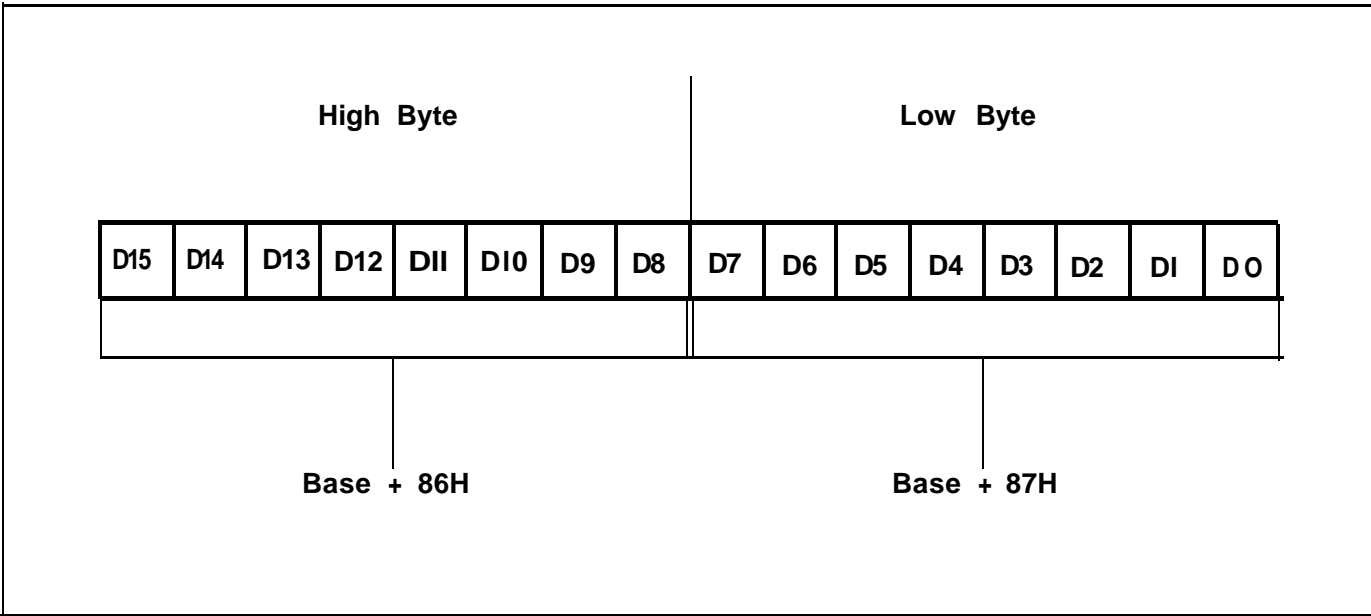 High Byte Low Byte
D15 D14 D13 D12 DII DI0 D9 D8 D7 D6 D5 D4 D3 D2 DI D O
Base + 86H Base + 87H